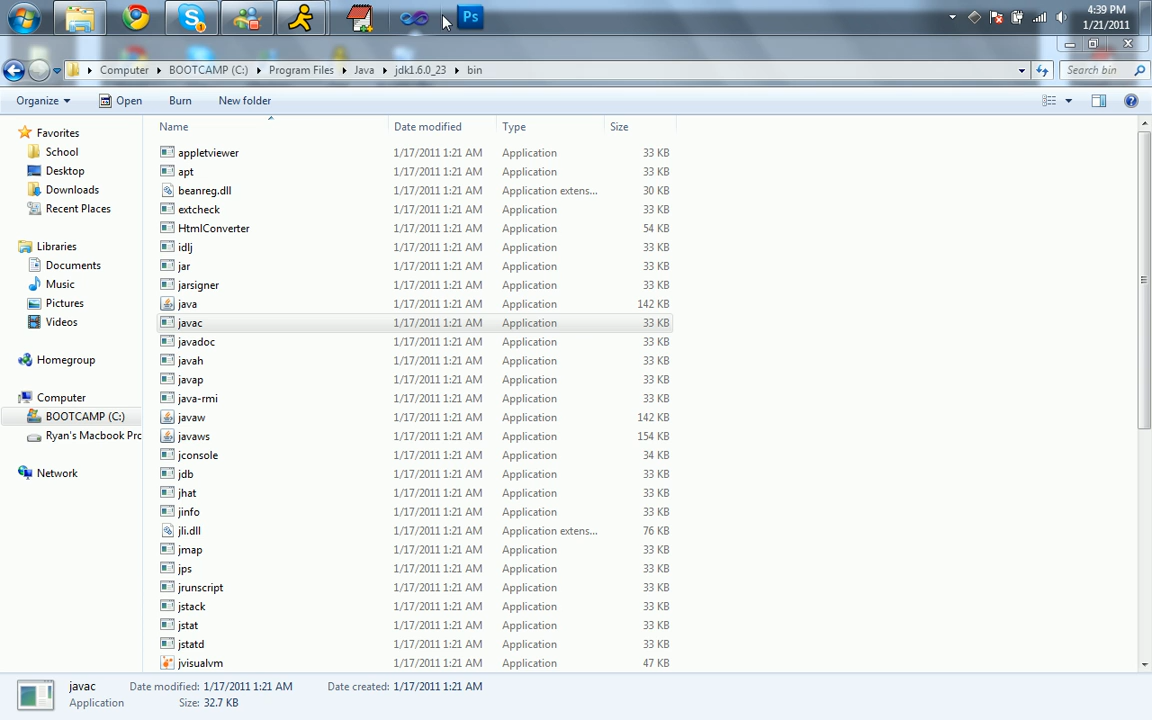 Ps
4:39 PM
1/21/2011
Computer BOOTCAMP (C:) Program Files Java jdk1.6.0_23 bin
Search bin
Organize Open Burn New folder
Name Date modified Type Size
Favorites
School
Desktop
Downloads
Recent Places
Libraries
Documents
Music
Pictures
Videos
Homegroup
Computer
BOOTCAMP (C:)
Ryan's Macbook Prc
Network
appletviewer 1/17/2011 1:21 AM Application 33 KB
apt 1/17/2011 1:21 AM Application 33 KB
beanreg.dll 1/17/2011 1:21 AM Application extens... 30 KB
extcheck 1/17/2011 1:21 AM Application 33 KB
HtmlConverter 1/17/2011 1:21 AM Application 54 KB
idlj 1/17/2011 1:21 AM Application 33 KB
jar 1/17/2011 1:21 AM Application 33 KB
jarsigner 1/17/2011 1:21 AM Application 33 KB
java 1/17/2011 1:21 AM Application 142 KB
javac 1/17/2011 1:21 AM Application 33 KB
javadoc 1/17/2011 1:21 AM Application 33 KB
javah 1/17/2011 1:21 AM Application 33 KB
javap 1/17/2011 1:21 AM Application 33 KB
java-rmi 1/17/2011 1:21 AM Application 33 KB
javaw 1/17/2011 1:21 AM Application 142 KB
javaws 1/17/2011 1:21 AM Application 154 KB
jconsole 1/17/2011 1:21 AM Application 34 KB
jdb 1/17/2011 1:21 AM Application 33 KB
jhat 1/17/2011 1:21 AM Application 33 KB
jinfo 1/17/2011 1:21 AM Application 33 KB
jli.dll 1/17/2011 1:21 AM Application extens... 76 KB
jmap 1/17/2011 1:21 AM Application 33 KB
jps 1/17/2011 1:21 AM Application 33 KB
jrunscript 1/17/2011 1:21 AM Application 33 KB
jstack 1/17/2011 1:21 AM Application 33 KB
jstat 1/17/2011 1:21 AM Application 33 KB
jstatd 1/17/2011 1:21 AM Application 33 KB
jvisualvm 1/17/2011 1:21 AM Application 47 KB
javac Date modified: 1/17/2011 1:21 AM Date created: 1/17/2011 1:21 AM
Application Size: 32.7 KB